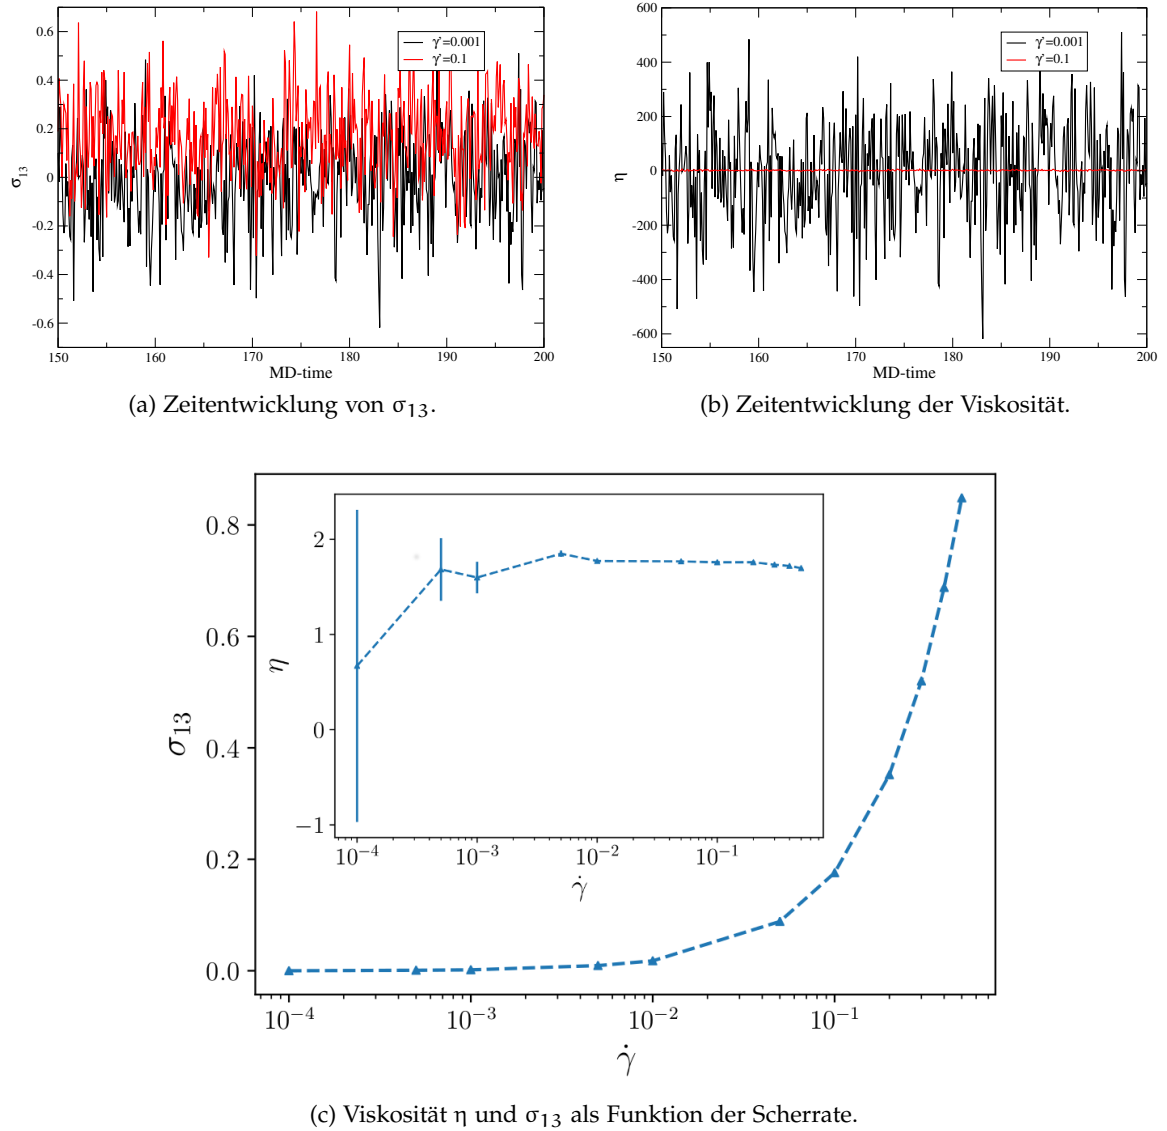 0.6
0.4
0.2
0
-0.2
-0.4
-0.6
σ13
γ'=0.001
γ'=0.1
150 160 170 180 190 200
MD-time
(a) Zeitentwicklung von σ13.
600
400
200
0
-200
-400
-600
η
γ'=0.001
γ'=0.1
150 160 170 180 190 200
MD-time
(b) Zeitentwicklung der Viskosität.
0.8
0.6
0.4
0.2
0.0
σ13
2
1
0
−1
η
10−4 10−3 10−2 10−1
γ̇
10−4 10−3 10−2 10−1
γ̇
(c) Viskosität η und σ13 als Funktion der Scherrate.